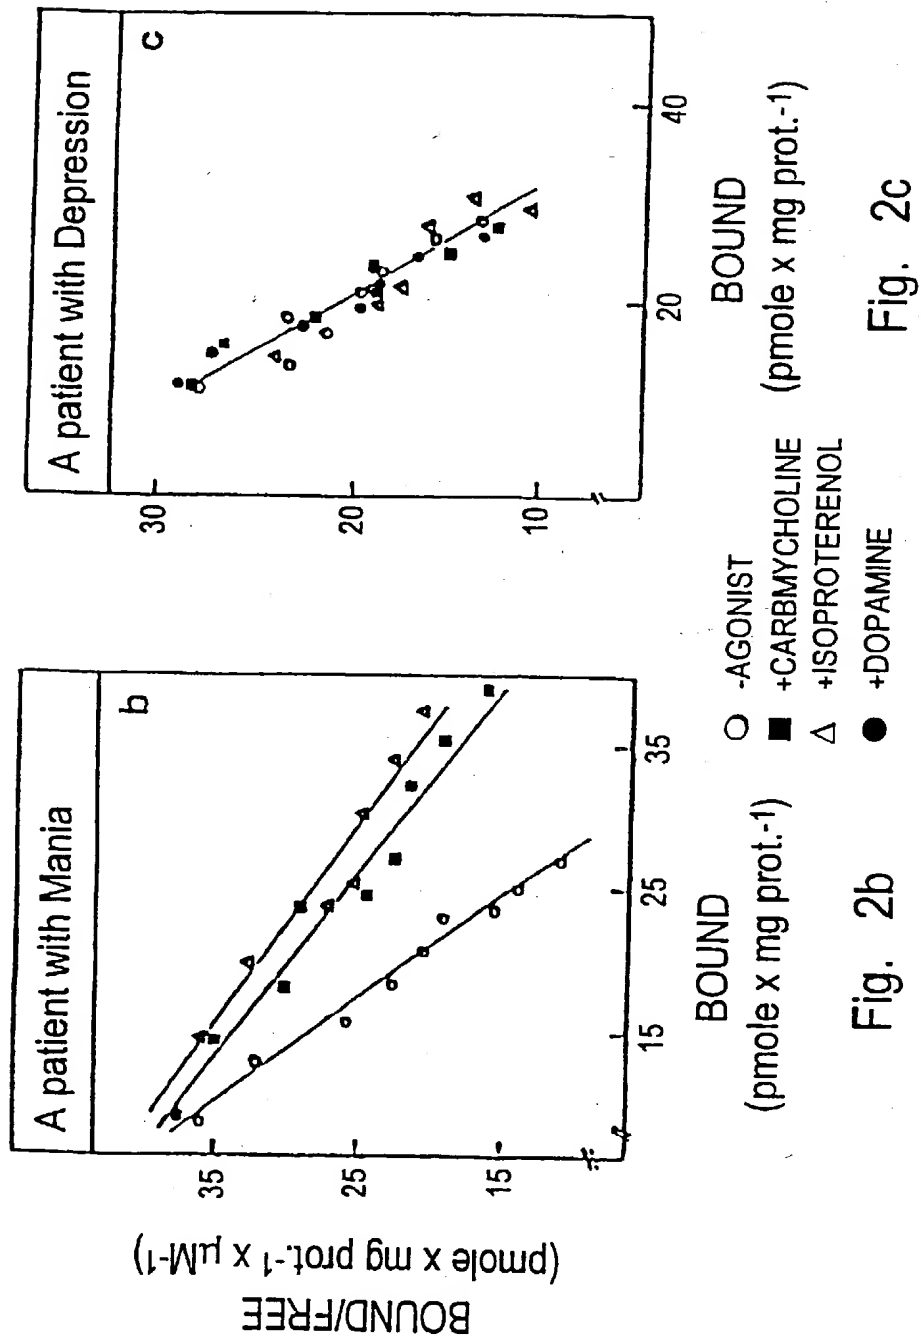 A patient with Mania
b
BOUND/FREE
(pmole x mg prot.-1 x μM-1)
35
25
15
15
25
35
BOUND
(pmole x mg prot.-1)
Fig. 2b
A patient with Depression
c
30
20
10
20
40
BOUND
(pmole x mg prot.-1)
Fig. 2c
-AGONIST
+CARBMYCHOLINE
+ISOPROTERENOL
+DOPAMINE